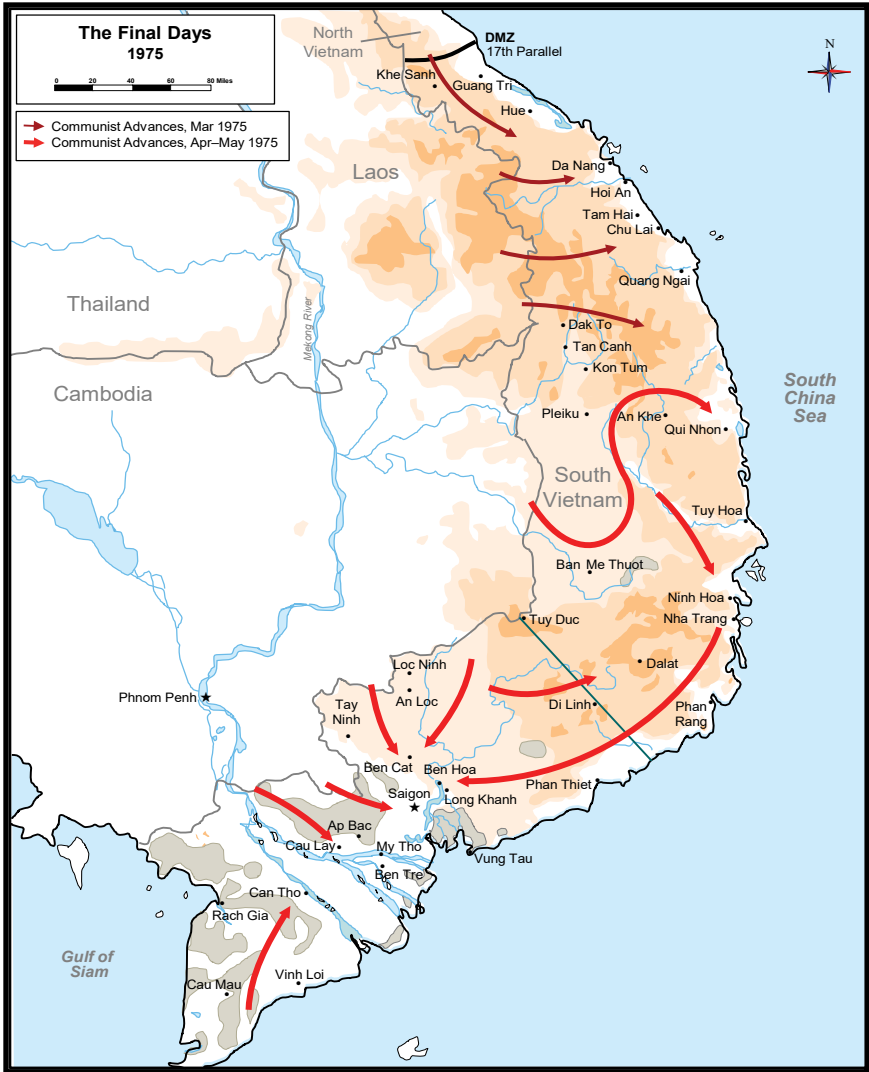 The Final Days
1975
0 20 40 60 80 Miles
Communist Advances, Mar 1975
Communist Advances, Apr–May 1975
North
Vietnam
DMZ
17th Parallel
N
Khe Sanh
Guang Tri
Hue
Laos
Da Nang
Hoi An
Tam Hai
Chu Lai
Quang Ngai
Thailand
Mekong River
Dak To
Tan Canh
Kon Tum
Cambodia
South
China
Sea
Pleiku
An Khe
Qui Nhon
South
Vietnam
Tuy Hoa
Ban Me Thuot
Ninh Hoa
Nha Trang
Tuy Duc
Loc Ninh
Dalat
An Loc
Phnom Penh
Tay
Ninh
Di Linh
Phan
Rang
Ben Cat
Ben Hoa
Phan Thiet
Saigon
Long Khanh
Ap Bac
Cau Lay
My Tho
Vung Tau
Ben Tre
Can Tho
Rach Gia
Gulf of
Siam
Vinh Loi
Cau Mau